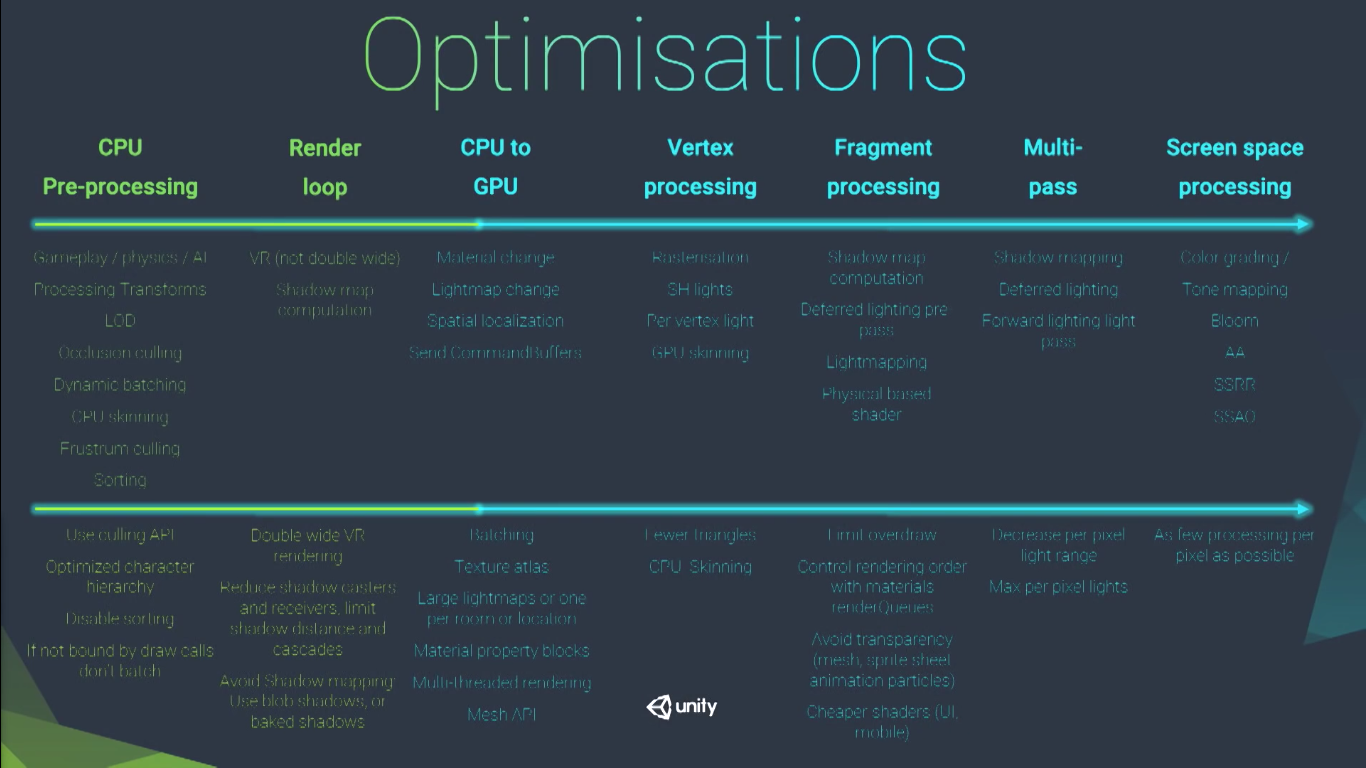 Optimisations
CPU
Pre-processing
Render
loop
CPU to
GPU
Vertex
processing
Fragment
processing
Multi-
pass
Screen space
processing
Gameplay / physics / AI
Processing Transforms
LOD
Occlusion culling
Dynamic batching
CPU skinning
Frustrum culling
Sorting
VR (not double wide)
Shadow map
computation
Material change
Lightmap change
Spatial localization
Send CommandBuffers
Rasterisation
SH lights
Per vertex light
GPU skinning
Shadow map
computation
Deferred lighting pre
pass
Lightmapping
Physical based
shader
Shadow mapping
Deferred lighting
Forward lighting light
pass
Color grading /
Tone mapping
Bloom
AA
SSRR
SSAO
Use culling API
Optimized character
hierarchy
Disable sorting
If not bound by draw calls
don't batch
Double wide VR
rendering
Reduce shadow casters
and receivers, limit
shadow distance and
cascades
Avoid Shadow mapping:
Use blob shadows, or
baked shadows
Batching
Texture atlas
Large lightmaps or one
per room or location
Material property blocks
Multi-threaded rendering
Mesh API
Fewer triangles
CPU Skinning
Limit overdraw
Control rendering order
with materials
renderQueues
Avoid transparency
(mesh, sprite sheet
animation particles)
Cheaper shaders (UI,
mobile)
Decrease per pixel
light range
Max per pixel lights
As few processing per
pixel as possible
unity